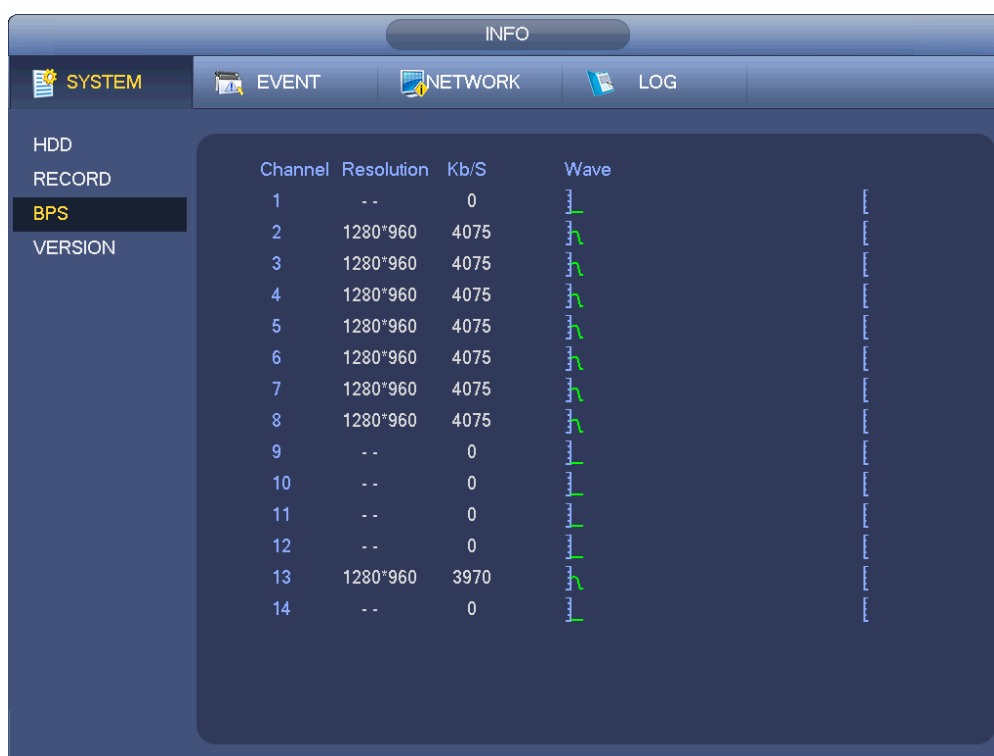 INFO
SYSTEM EVENT NETWORK LOG
HDD
RECORD
BPS
VERSION
Channel Resolution Kb/S Wave
1 - - 0
2 1280*960 4075
3 1280*960 4075
4 1280*960 4075
5 1280*960 4075
6 1280*960 4075
7 1280*960 4075
8 1280*960 4075
9 - - 0
10 - - 0
11 - - 0
12 - - 0
13 1280*960 3970
14 - - 0